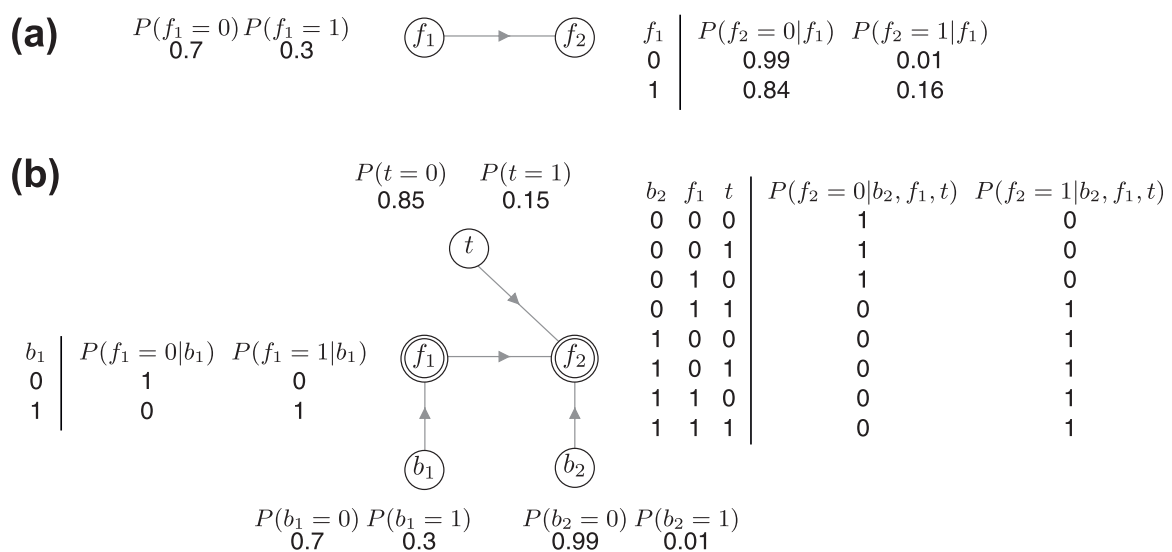 (a)
P(f₁ = 0) P(f₁ = 1)
0.7 0.3
f₁ f₂
f₁ P(f₂ = 0|f₁) P(f₂ = 1|f₁)
0 0.99 0.01
1 0.84 0.16
(b)
P(t = 0) P(t = 1)
0.85 0.15
t
b₂ f₁ t P(f₂ = 0|b₂, f₁, t) P(f₂ = 1|b₂, f₁, t)
0 0 0 1 0
0 0 1 1 0
0 1 0 1 0
0 1 1 0 1
1 0 0 0 1
1 0 1 0 1
1 1 0 0 1
1 1 1 0 1
b₁ P(f₁ = 0|b₁) P(f₁ = 1|b₁)
0 1 0
1 0 1
f₁ f₂
b₁ b₂
P(b₁ = 0) P(b₁ = 1) P(b₂ = 0) P(b₂ = 1)
0.7 0.3 0.99 0.01